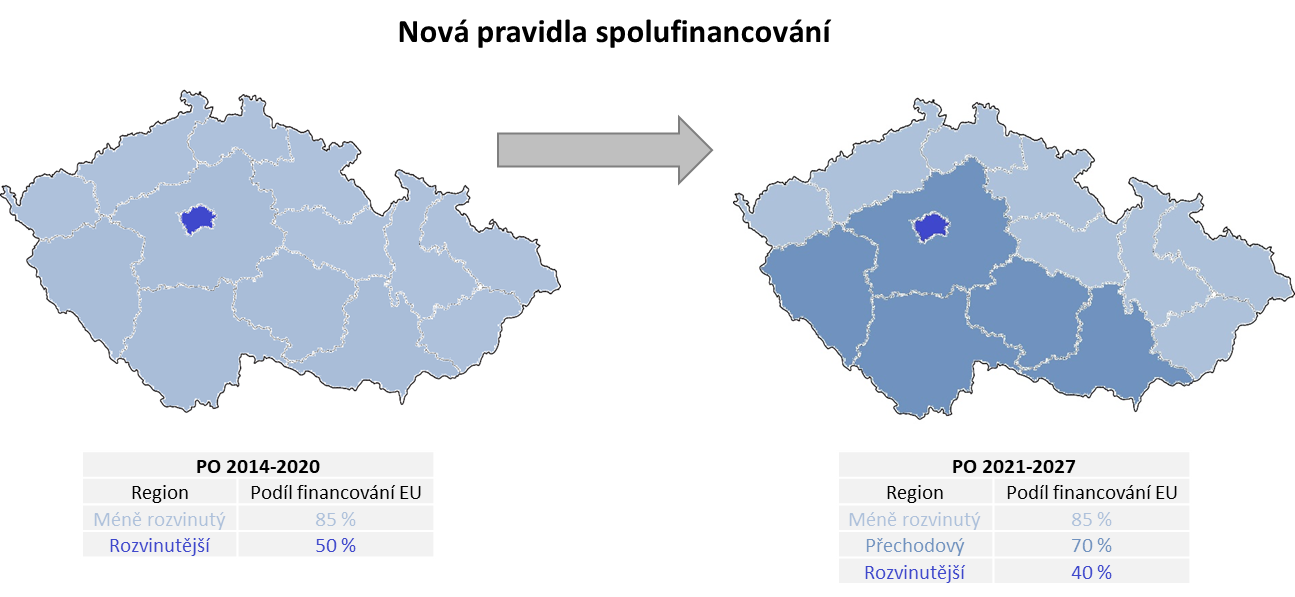 Nová pravidla spolufinancování
PO 2014-2020
Region Podíl financování EU
Méně rozvinutý 85 %
Rozvinutější 50 %
PO 2021-2027
Region Podíl financování EU
Méně rozvinutý 85 %
Přechodový 70 %
Rozvinutější 40 %